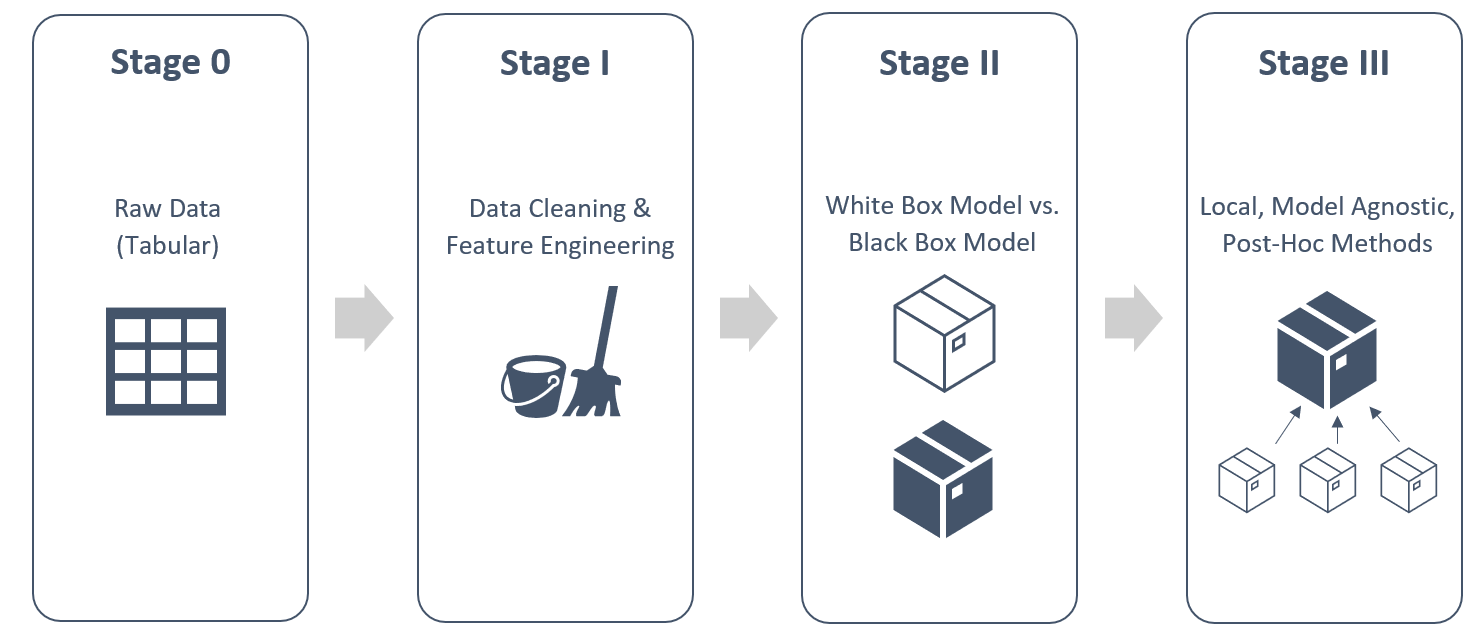 Stage 0
Raw Data
(Tabular)
Stage I
Data Cleaning &
Feature Engineering
Stage II
White Box Model vs.
Black Box Model
Stage III
Local, Model Agnostic,
Post-Hoc Methods